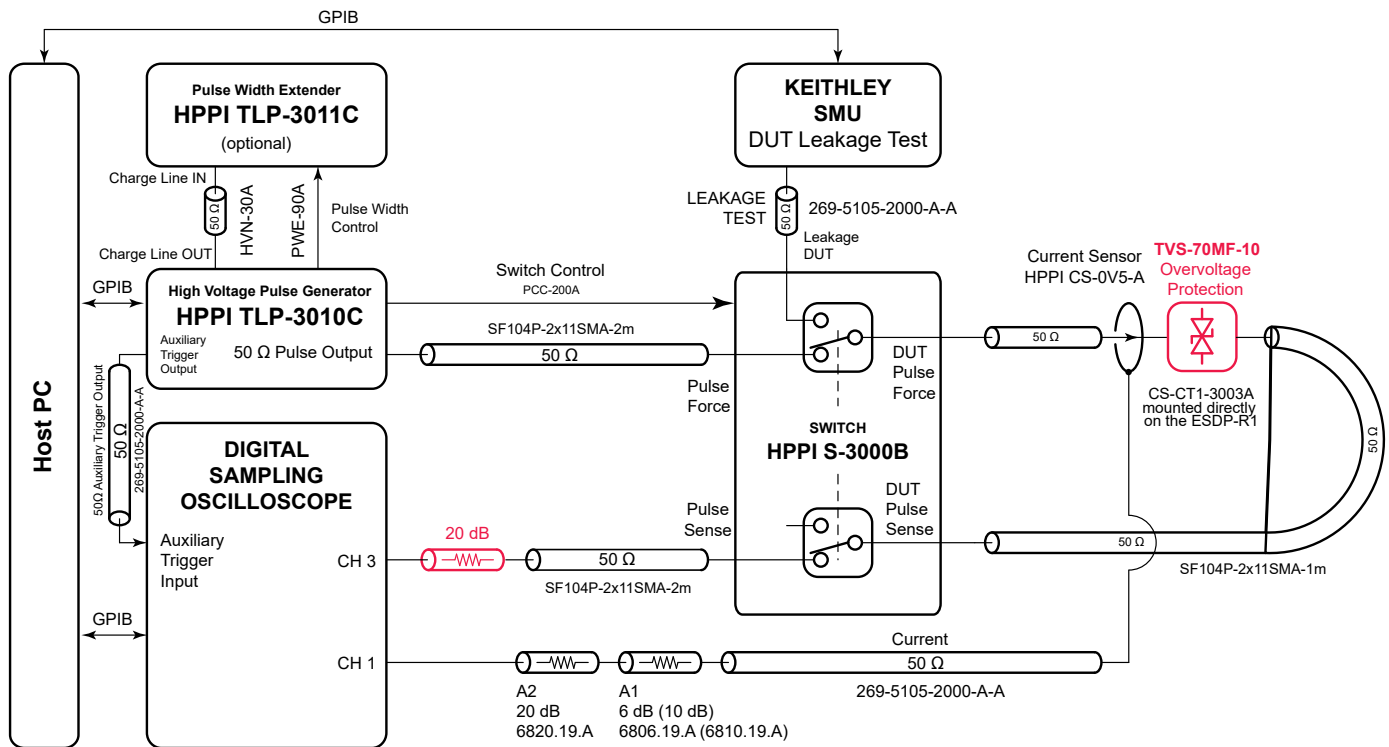 GPIB
Host PC
Pulse Width Extender
HPPI TLP-3011C
(optional)
Charge Line IN
50 Ω
HVN-30A
PWE-90A
Pulse Width
Control
Charge Line OUT
GPIB
High Voltage Pulse Generator
HPPI TLP-3010C
Auxiliary
Trigger
Output
50 Ω Pulse Output
50Ω Auxiliary Trigger Output
50 Ω
269-5105-2000-A-A
KEITHLEY
SMU
DUT Leakage Test
LEAKAGE
TEST
50 Ω
269-5105-2000-A-A
Leakage
DUT
Switch Control
PCC-200A
SF104P-2x11SMA-2m
50 Ω
Pulse
Force
DUT
Pulse
Force
SWITCH
HPPI S-3000B
Pulse
Sense
DUT
Pulse
Sense
50 Ω
Current Sensor
HPPI CS-0V5-A
TVS-70MF-10
Overvoltage
Protection
CS-CT1-3003A
mounted directly
on the ESDP-R1
50 Ω
50 Ω
SF104P-2x11SMA-1m
DIGITAL
SAMPLING
OSCILLOSCOPE
Auxiliary
Trigger
Input
CH 3
20 dB
50 Ω
SF104P-2x11SMA-2m
GPIB
CH 1
A2
20 dB
6820.19.A
A1
6 dB (10 dB)
6806.19.A (6810.19.A)
Current
50 Ω
269-5105-2000-A-A